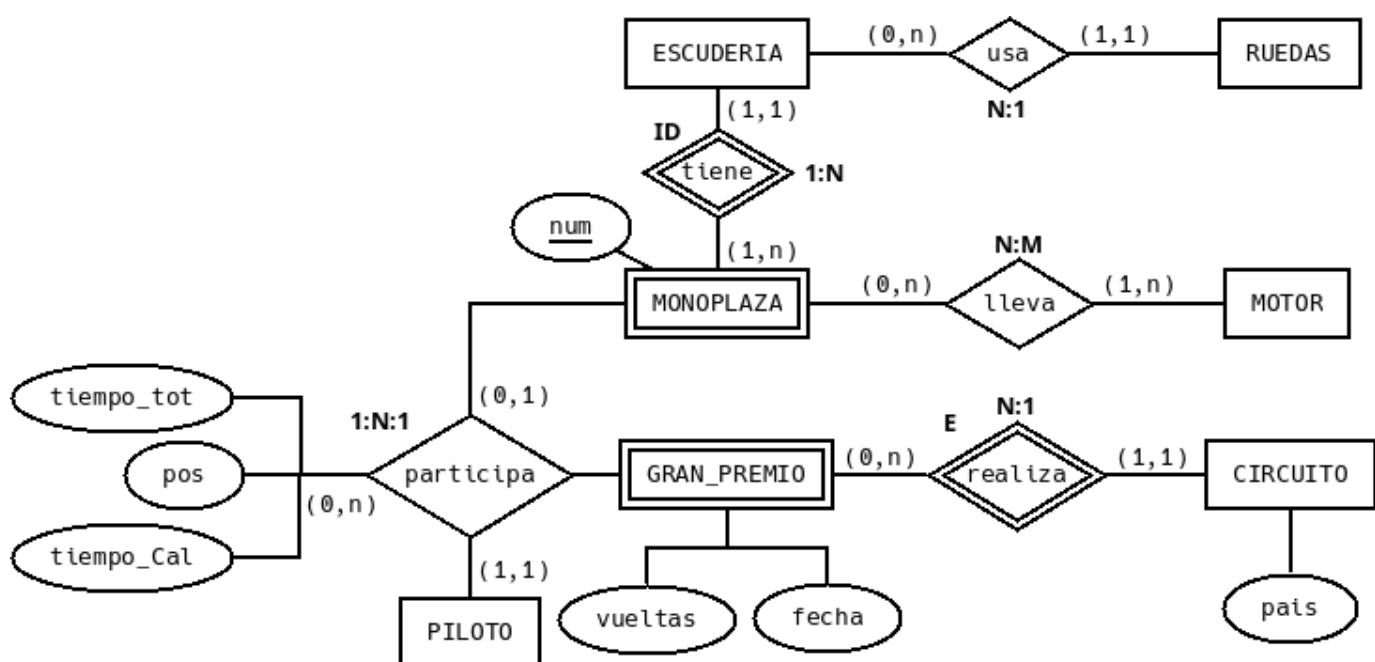 ESCUDERIA (0,n) usa (1,1) RUEDAS
N:1
(1,1)
ID
tiene 1:N
num
(1,n)
N:M
MONOPLAZA (0,n) lleva (1,n) MOTOR
tiempo_tot
(0,1)
1:N:1
E
N:1
pos
participa
GRAN_PREMIO (0,n) realiza (1,1) CIRCUITO
(0,n)
tiempo_Cal
(1,1)
PILOTO
vueltas
fecha
pais